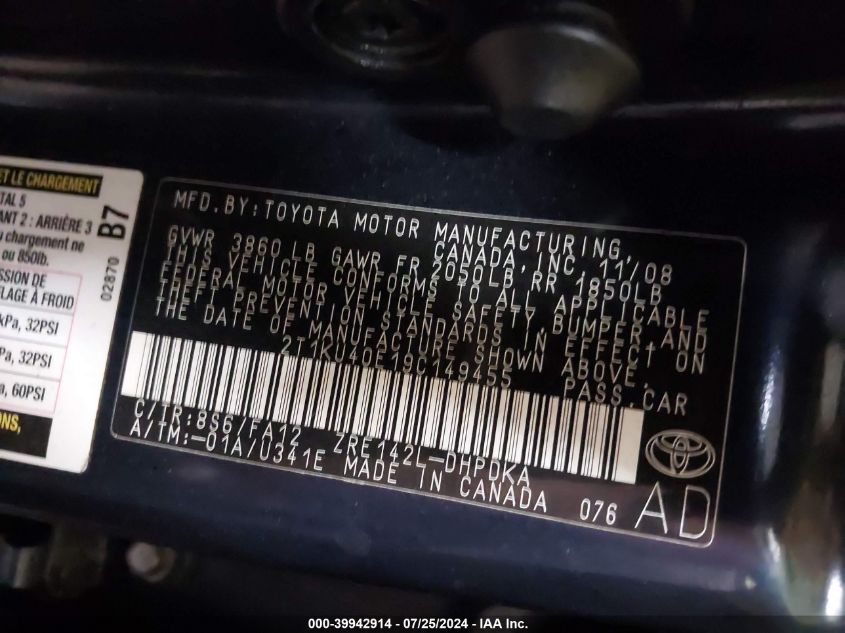 ET LE CHARGEMENT
TAL 5
ANT 2 : ARRIÈRE 3
u chargement ne
ou 850lb.
B7
02870
SSION DE
FLAGE À FROID
kPa, 32PSI
Pa, 32PSI
a, 60PSI
ONS,
MFD.BY:TOYOTA MOTOR MANUFACTURING,
CANADA, INC. 11/08
GVWR 3860 LB GAWR FR 2050LB RR 1850LB
THIS VEHICLE CONFORMS TO ALL APPLICABLE
FEDERAL MOTOR VEHICLE SAFETY, BUMPER, AND
THEFT PREVENTION STANDARDS IN EFFECT ON
THE DATE OF MANUFACTURE SHOWN ABOVE.
2T1KU40E19C149455 PASS.CAR
C/TR:8S6/FA12 ZRE142L-DHPDKA
A/TM:-01A/U341E MADE IN CANADA 076 AD
000-39942914 - 07/25/2024 - IAA Inc.